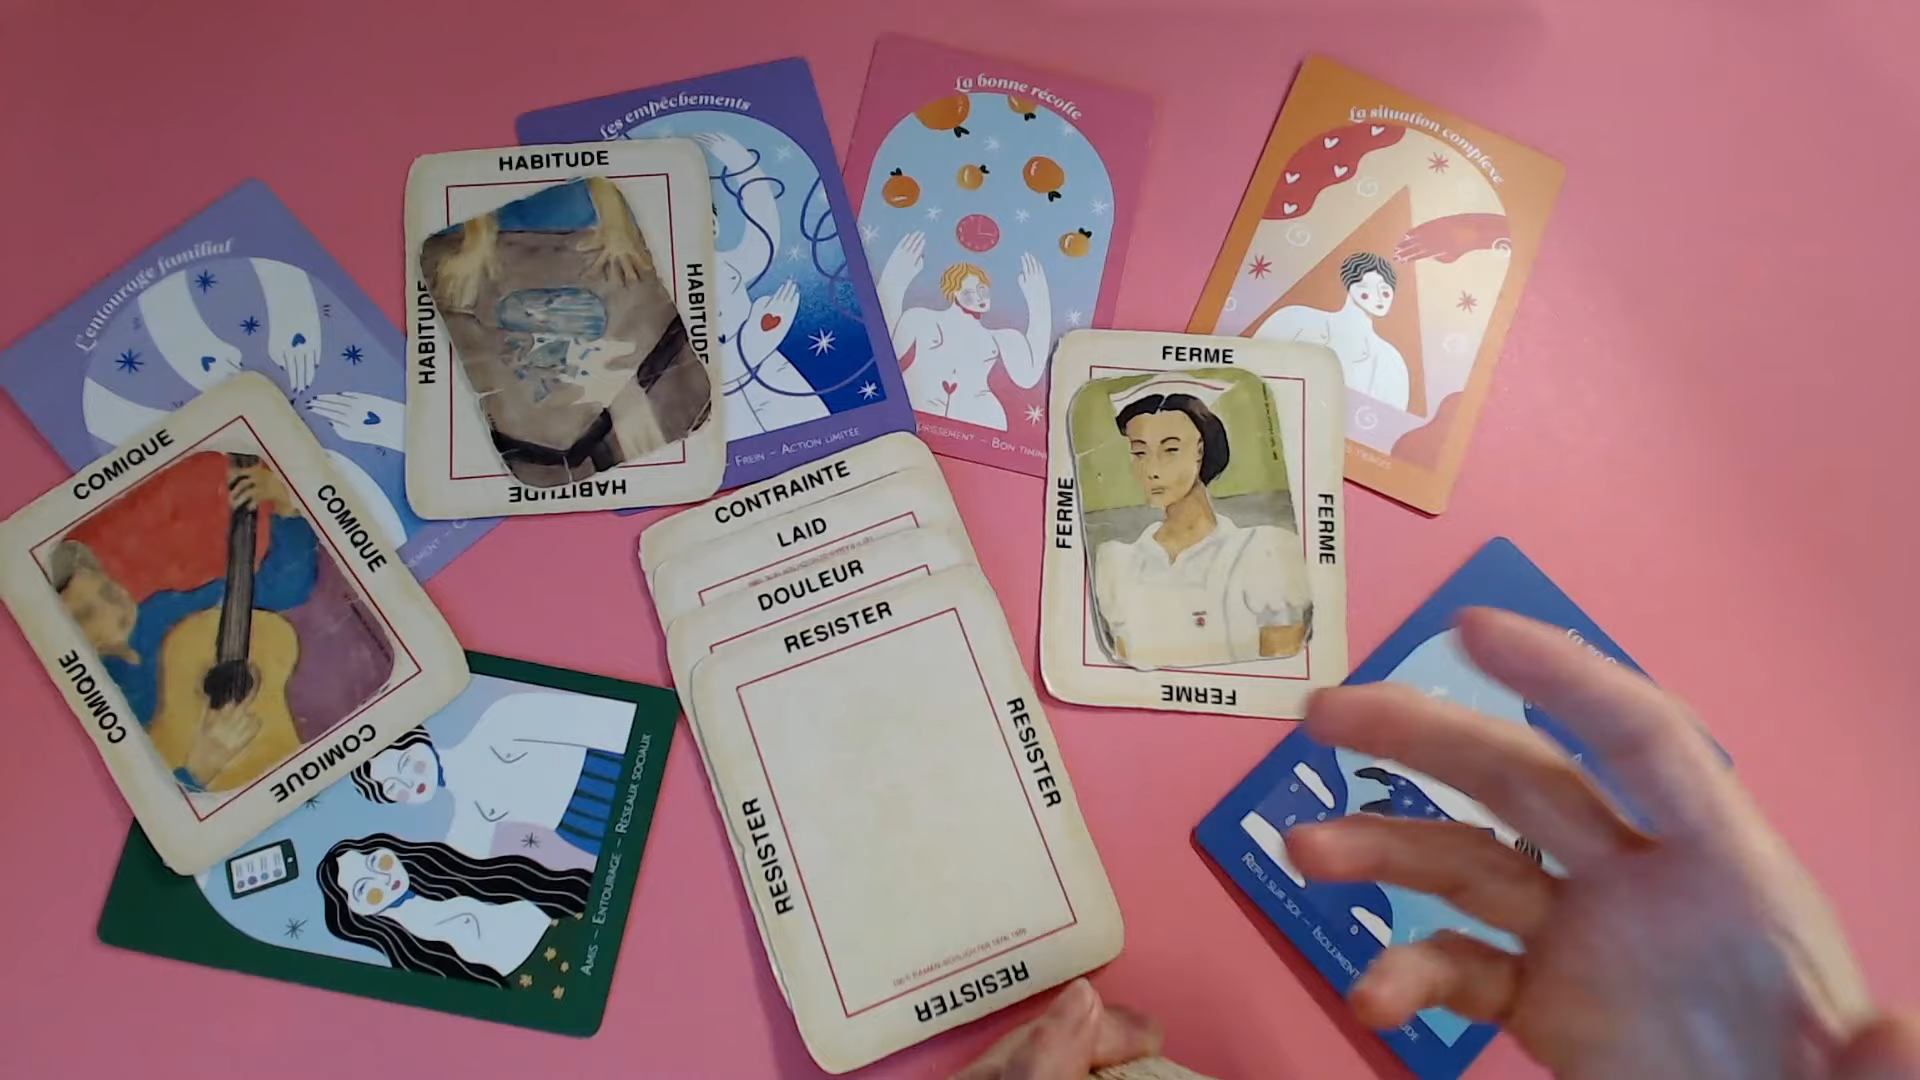 Les empêchements
La bonne récolte
La situation complexe
L'entourage familial
HABITUDE
HABITUDE
HABITUDE
HABITUDE
FREIN – ACTION LIMITÉE
BON
FERME
FERME
FERME
FERME
COMIQUE
COMIQUE
COMIQUE
COMIQUE
CONTRAINTE
LAID
DOULEUR
RESISTER
RESISTER
RESISTER
RESISTER
AMIS – ENTOURAGE – RÉSEAUX SOCIAUX
REPLI SUR SOI – ISOLEMENT